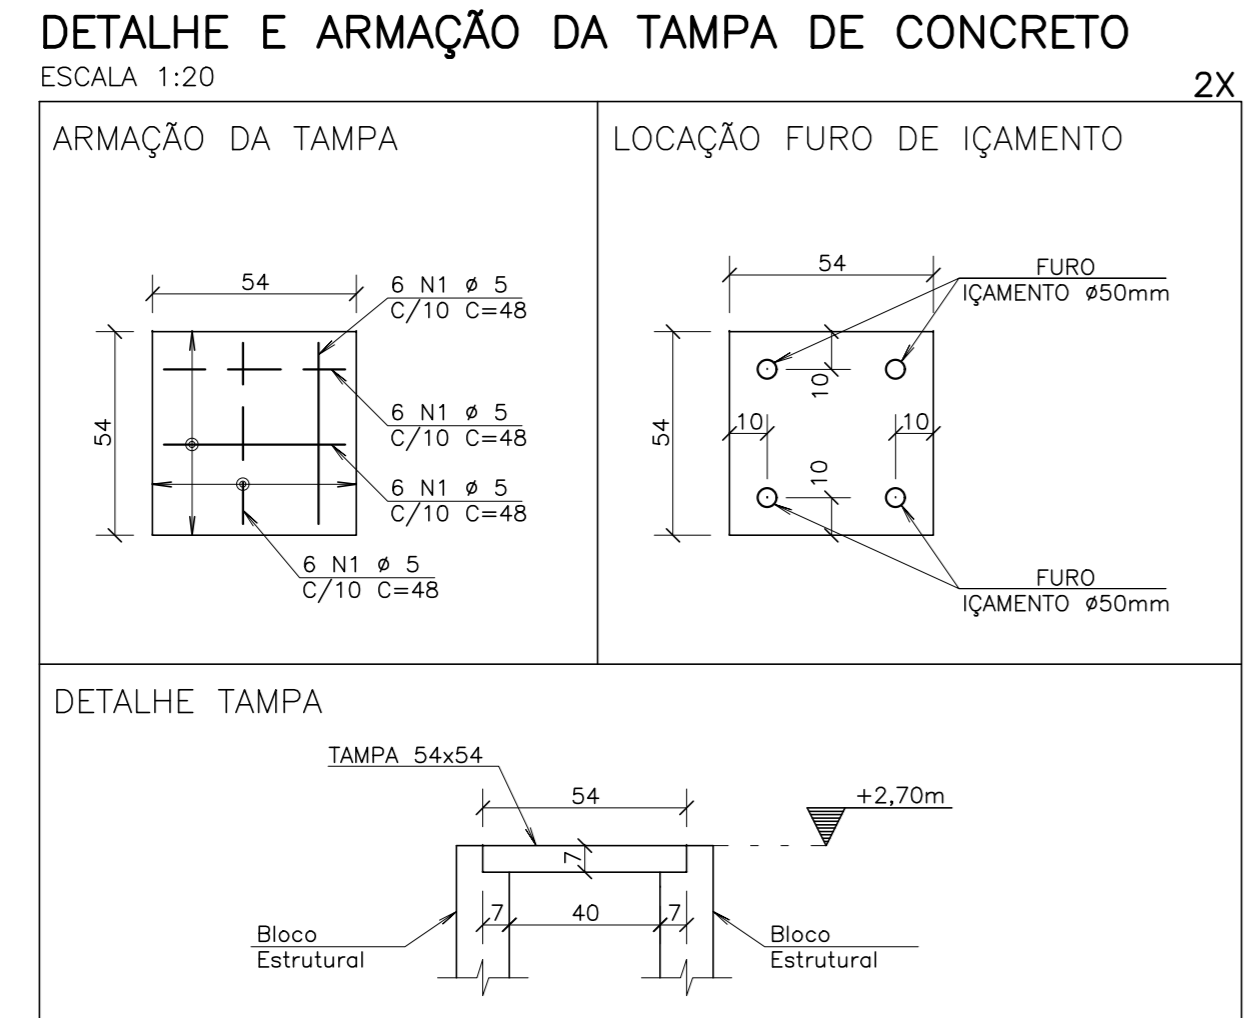 DETALHE E ARMAÇÃO DA TAMPA DE CONCRETO
ESCALA 1:20
2X
ARMAÇÃO DA TAMPA
54
54
6 N1 ø 5
C/10 C=48
6 N1 ø 5
C/10 C=48
6 N1 ø 5
C/10 C=48
6 N1 ø 5
C/10 C=48
LOCAÇÃO FURO DE IÇAMENTO
54
FURO
IÇAMENTO ø50mm
10
54
10
10
10
FURO
IÇAMENTO ø50mm
DETALHE TAMPA
TAMPA 54x54
54
+2,70m
7
7
40
7
Bloco
Estrutural
Bloco
Estrutural